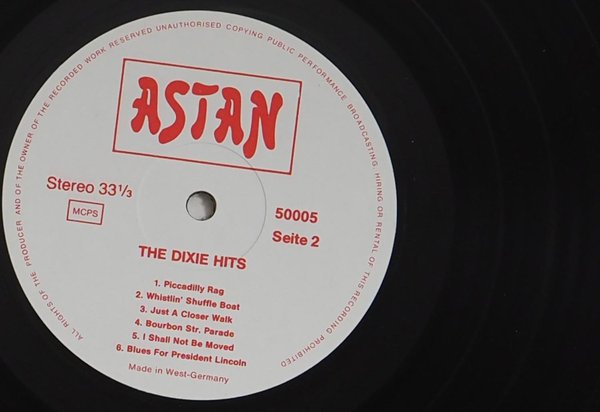 ALL RIGHTS OF THE PRODUCER AND OF THE OWNER OF THE RECORDED WORK RESERVED UNAUTHORISED COPYING PUBLIC PERFORMANCE BROADCASTING, HIRING OR RENTAL OF THIS RECORDING PROHIBITED
ASTAN
Stereo 33 1/3
MCPS
50005
Seite 2
THE DIXIE HITS
1. Piccadilly Rag
2. Whistlin' Shuffle Boat
3. Just A Closer Walk
4. Bourbon Str. Parade
5. I Shall Not Be Moved
6. Blues For President Lincoln
Made in West-Germany